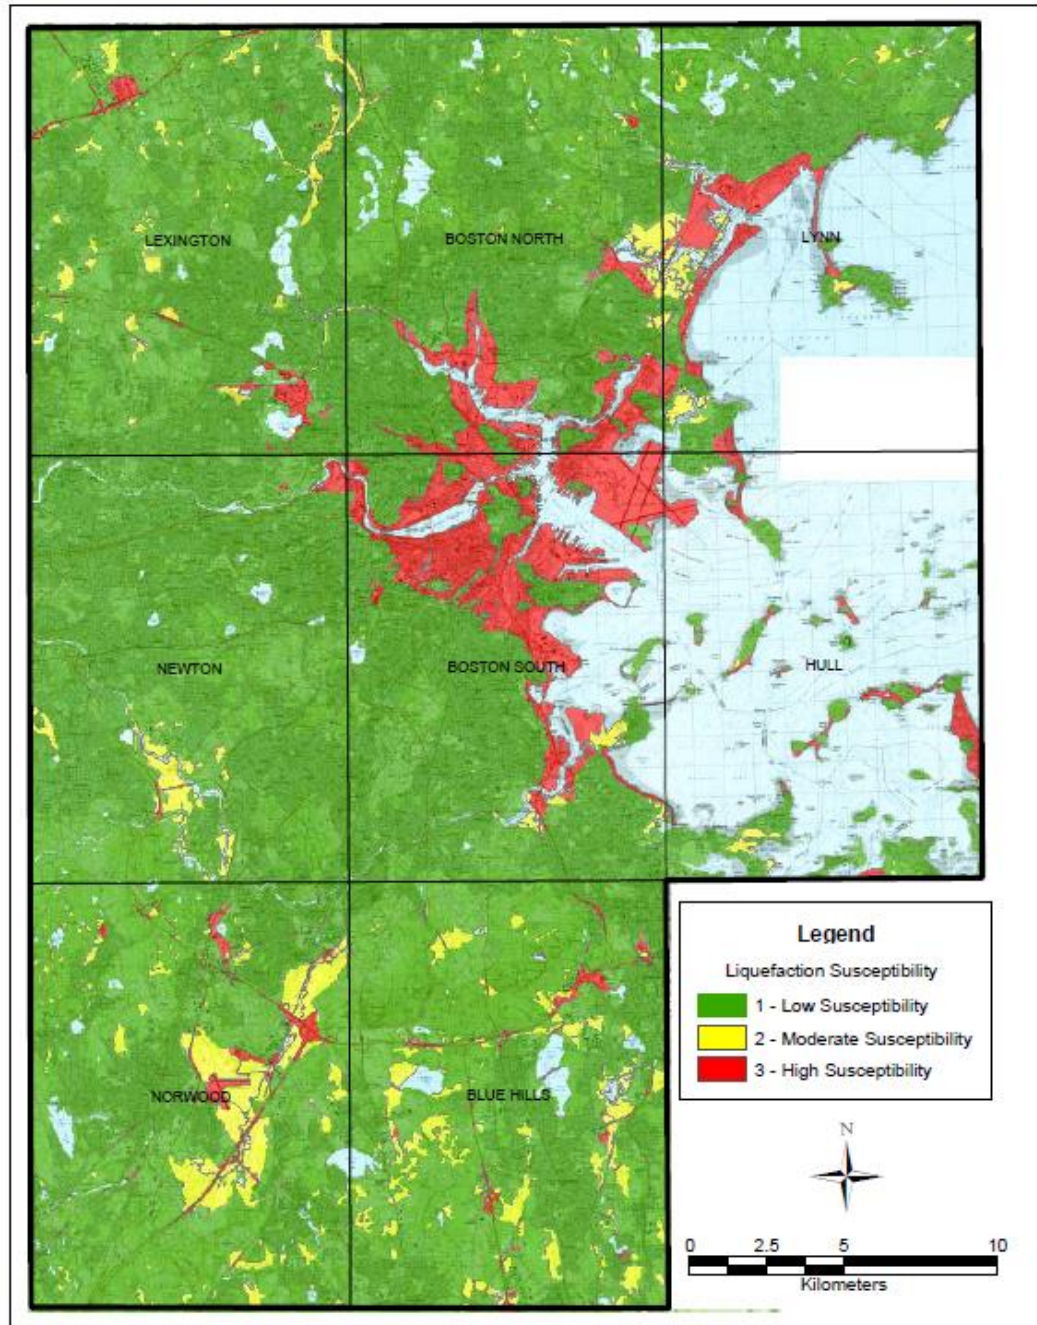 LEXINGTON
BOSTON NORTH
LYNN
NEWTON
BOSTON SOUTH
HULL
NORWOOD
BLUE HILLS
Legend
Liquefaction Susceptibility
1 - Low Susceptibility
2 - Moderate Susceptibility
3 - High Susceptibility
N
0 2.5 5 10
Kilometers